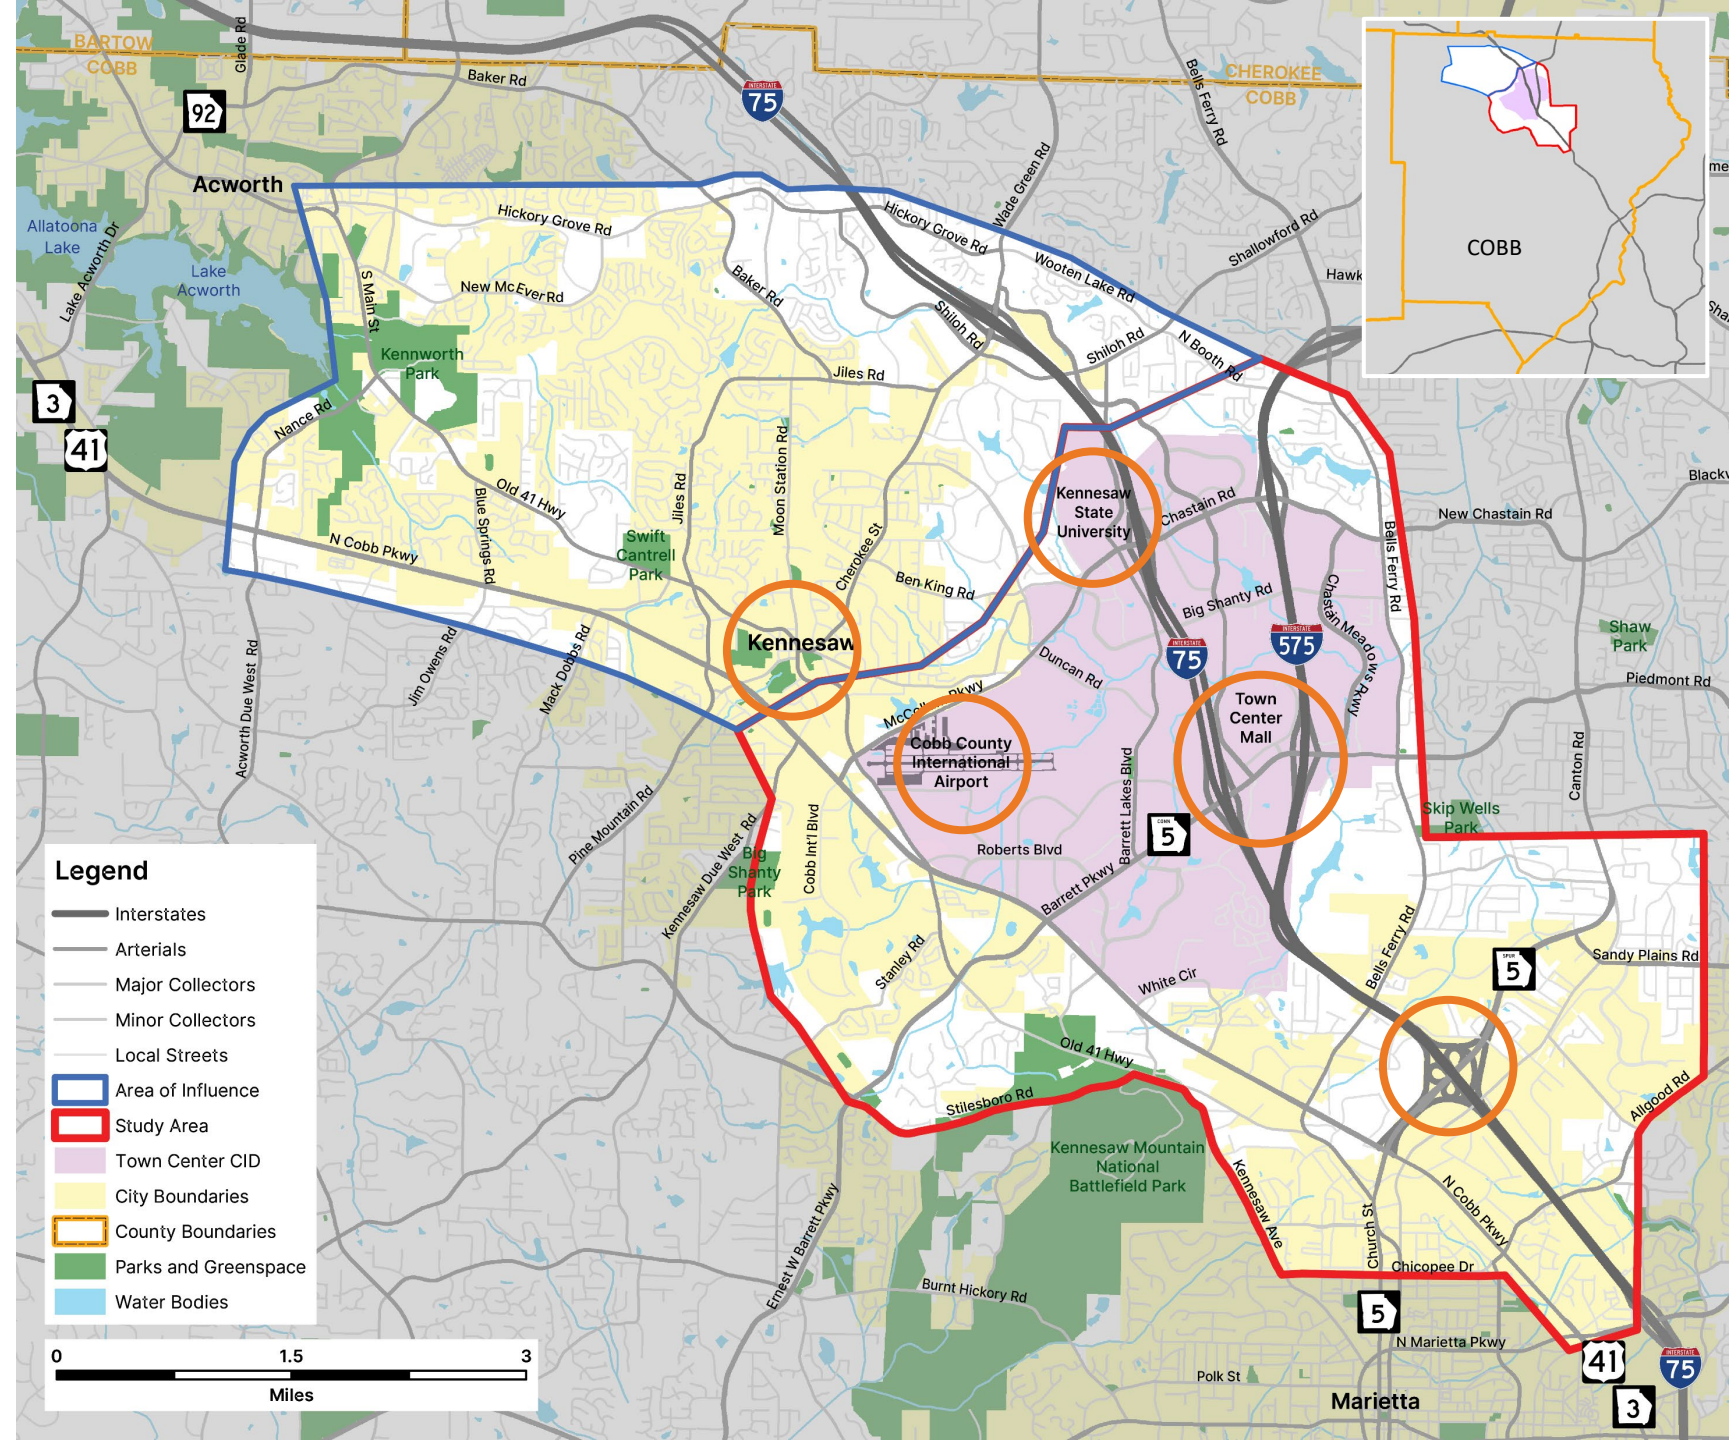 BARTOW
COBB
Glade Rd
Baker Rd
92
INTERSTATE
75
Bells Ferry Rd
CHEROKEE
COBB
COBB
Acworth
Allatoona
Lake
Lake Acworth Dr
Lake
Acworth
Hickory Grove Rd
Hickory Grove Rd
Wade Green Rd
Shallowford Rd
Wooten Lake Rd
Hawk
S Main St
New McEver Rd
Baker Rd
Shiloh Rd
Shiloh Rd
N Booth Rd
Kennworth
Park
Jiles Rd
3
41
Nance Rd
Old 41 Hwy
Blue Springs Rd
N Cobb Pkwy
Jiles Rd
Moon Station Rd
Cherokee St
Swift
Cantrell
Park
Ben King Rd
Kennesaw
State
University
Chastain Rd
New Chastain Rd
Blackw
Bells Ferry Rd
Big Shanty Rd
Chastain Meadows Pkwy
INTERSTATE
75
INTERSTATE
575
Shaw
Park
Piedmont Rd
Kennesaw
Duncan Rd
Acworth Due West Rd
Jim Owens Rd
Mack Dobbs Rd
Town
Center
Mall
Cobb County
International
Airport
Canton Rd
Barrett Lakes Blvd
CONN
5
Skip Wells
Park
Pine Mountain Rd
Kennesaw Due West Rd
Cobb Int'l Blvd
Big
Shanty
Park
Roberts Blvd
Barrett Pkwy
Stanley Rd
White Cir
Bells Ferry Rd
SPUR
5
Sandy Plains Rd
Old 41 Hwy
Stilesboro Rd
Allgood Rd
Kennesaw Mountain
National
Battlefield Park
Kennesaw Ave
Church St
N Cobb Pkwy
Chicopee Dr
Ernest W Barrett Pkwy
Burnt Hickory Rd
5
N Marietta Pkwy
Polk St
Marietta
41
3
INTERSTATE
75
Legend
Interstates
Arterials
Major Collectors
Minor Collectors
Local Streets
Area of Influence
Study Area
Town Center CID
City Boundaries
County Boundaries
Parks and Greenspace
Water Bodies
0 1.5 3
Miles